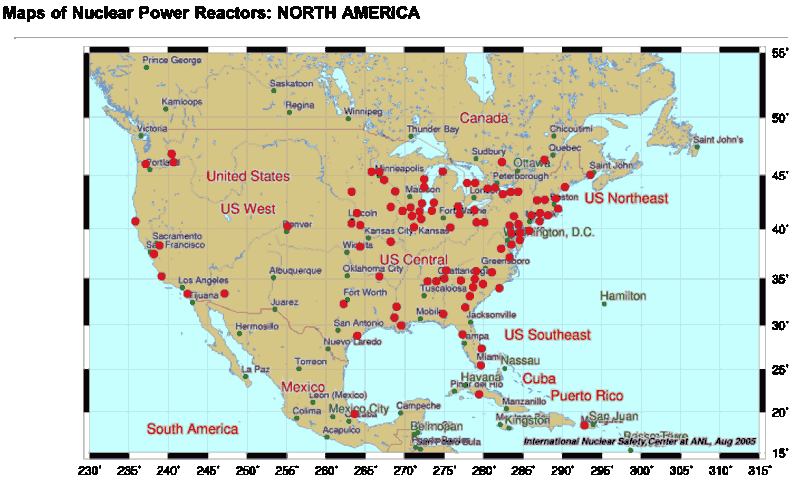 Maps of Nuclear Power Reactors: NORTH AMERICA
55°
Prince George
Saskatoon
Kamloops
Regina
Winnipeg
Canada
50°
Victoria
Thunder Bay
Chicoutimi
Saint John's
Quebec
Sudbury
Portland
Minneapolis
Ottawa
Saint John
45°
United States
Peterborough
US West
Madison
London
US Northeast
Boston
Lincoln
Fort Wayne
Denver
Kansas City, Kansas
Washington, D.C.
40°
Sacramento
San Francisco
Wichita
US Central
Greensboro
Albuquerque
Oklahoma City
Chattanooga
35°
Los Angeles
Tijuana
Fort Worth
Tuscaloosa
Hamilton
Juarez
Mobile
Jacksonville
30°
Hermosillo
San Antonio
US Southeast
Nuevo Laredo
Tampa
Torreon
Miami
Nassau
25°
La Paz
Havana
Cuba
Mexico
Pinar del Rio
Puerto Rico
Leon (Mexico)
Manzanillo
Colima
Mexico City
Campeche
San Juan
20°
South America
Acapulco
Belmopan
Kingston
International Nuclear Safety Center at ANL, Aug 2005
15°
230° 235° 240° 245° 250° 255° 260° 265° 270° 275° 280° 285° 290° 295° 300° 305° 310° 315°